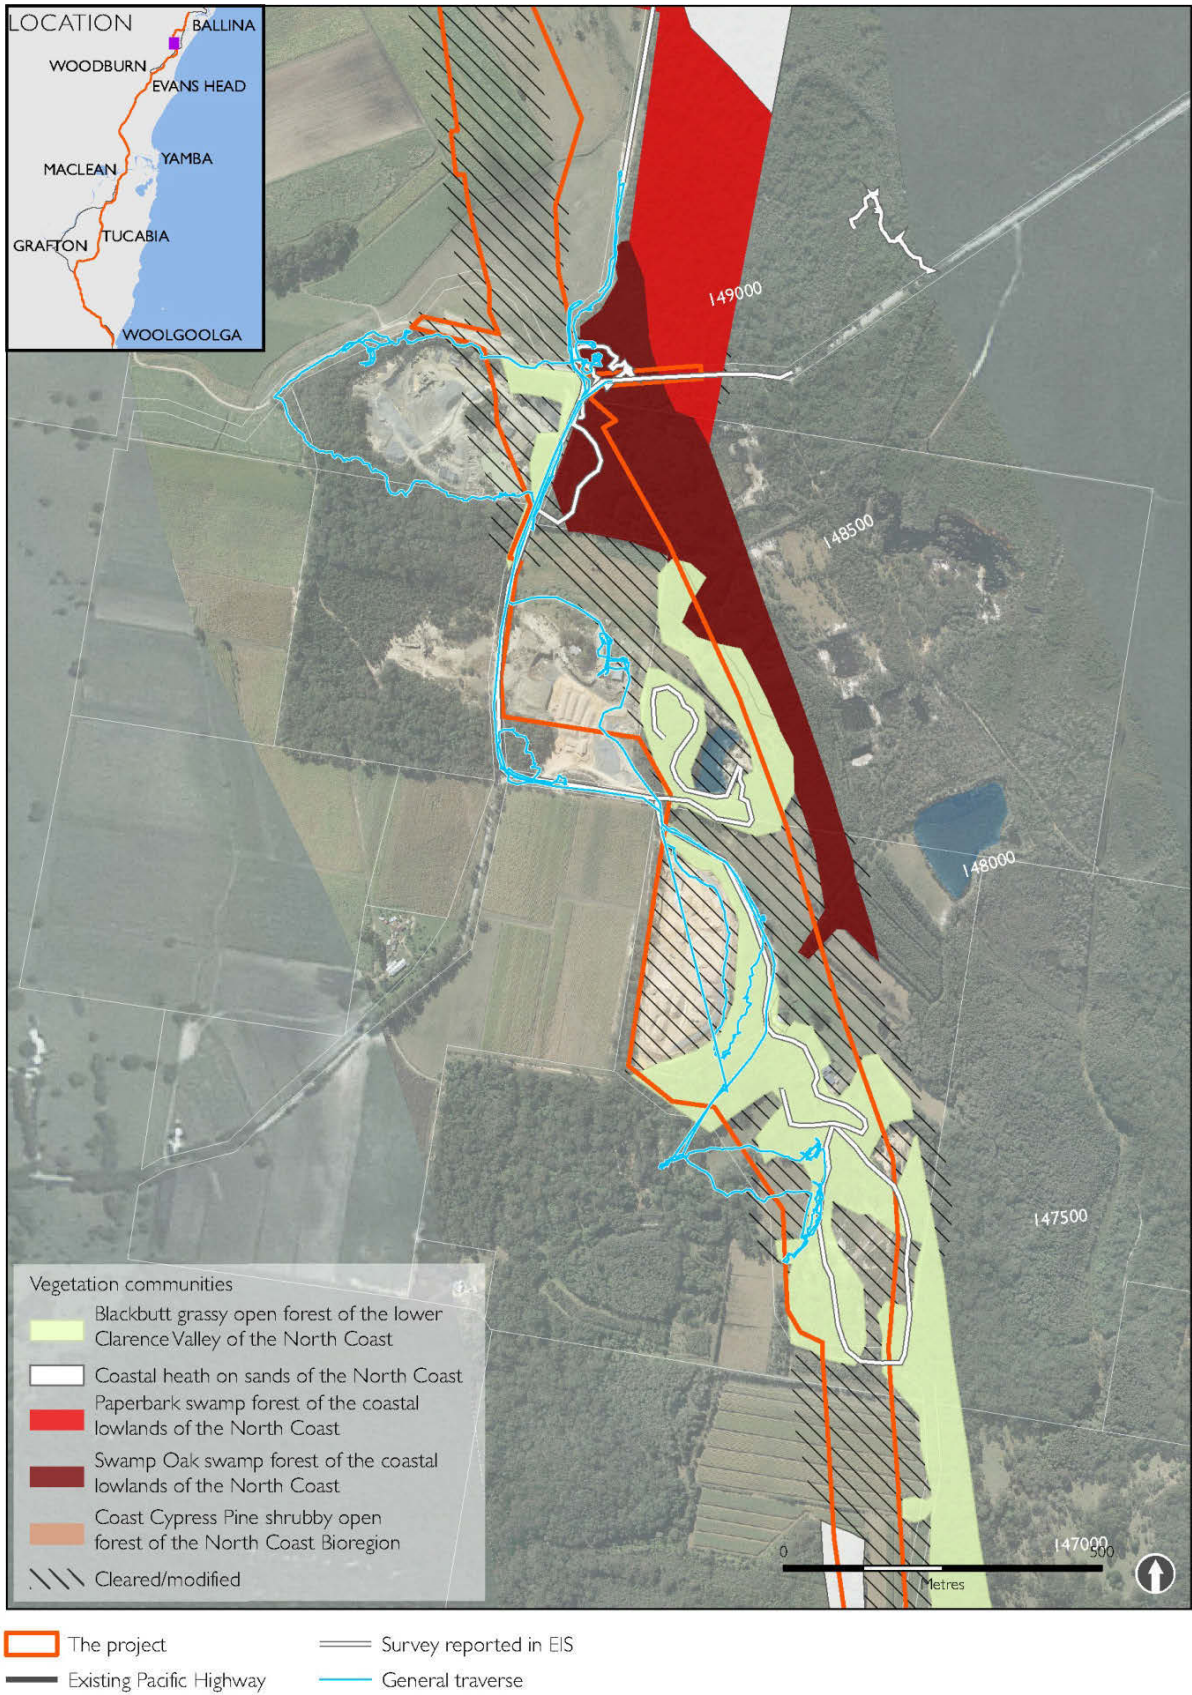 LOCATION
BALLINA
WOODBURN
EVANS HEAD
MACLEAN
YAMBA
GRAFTON
TUCABIA
WOOLGOOLGA
149000
148500
148000
147500
147000
Vegetation communities
Blackbutt grassy open forest of the lower
Clarence Valley of the North Coast
Coastal heath on sands of the North Coast
Paperbark swamp forest of the coastal
lowlands of the North Coast
Swamp Oak swamp forest of the coastal
lowlands of the North Coast
Coast Cypress Pine shrubby open
forest of the North Coast Bioregion
Cleared/modified
0
500
Metres
The project
Survey reported in EIS
Existing Pacific Highway
General traverse